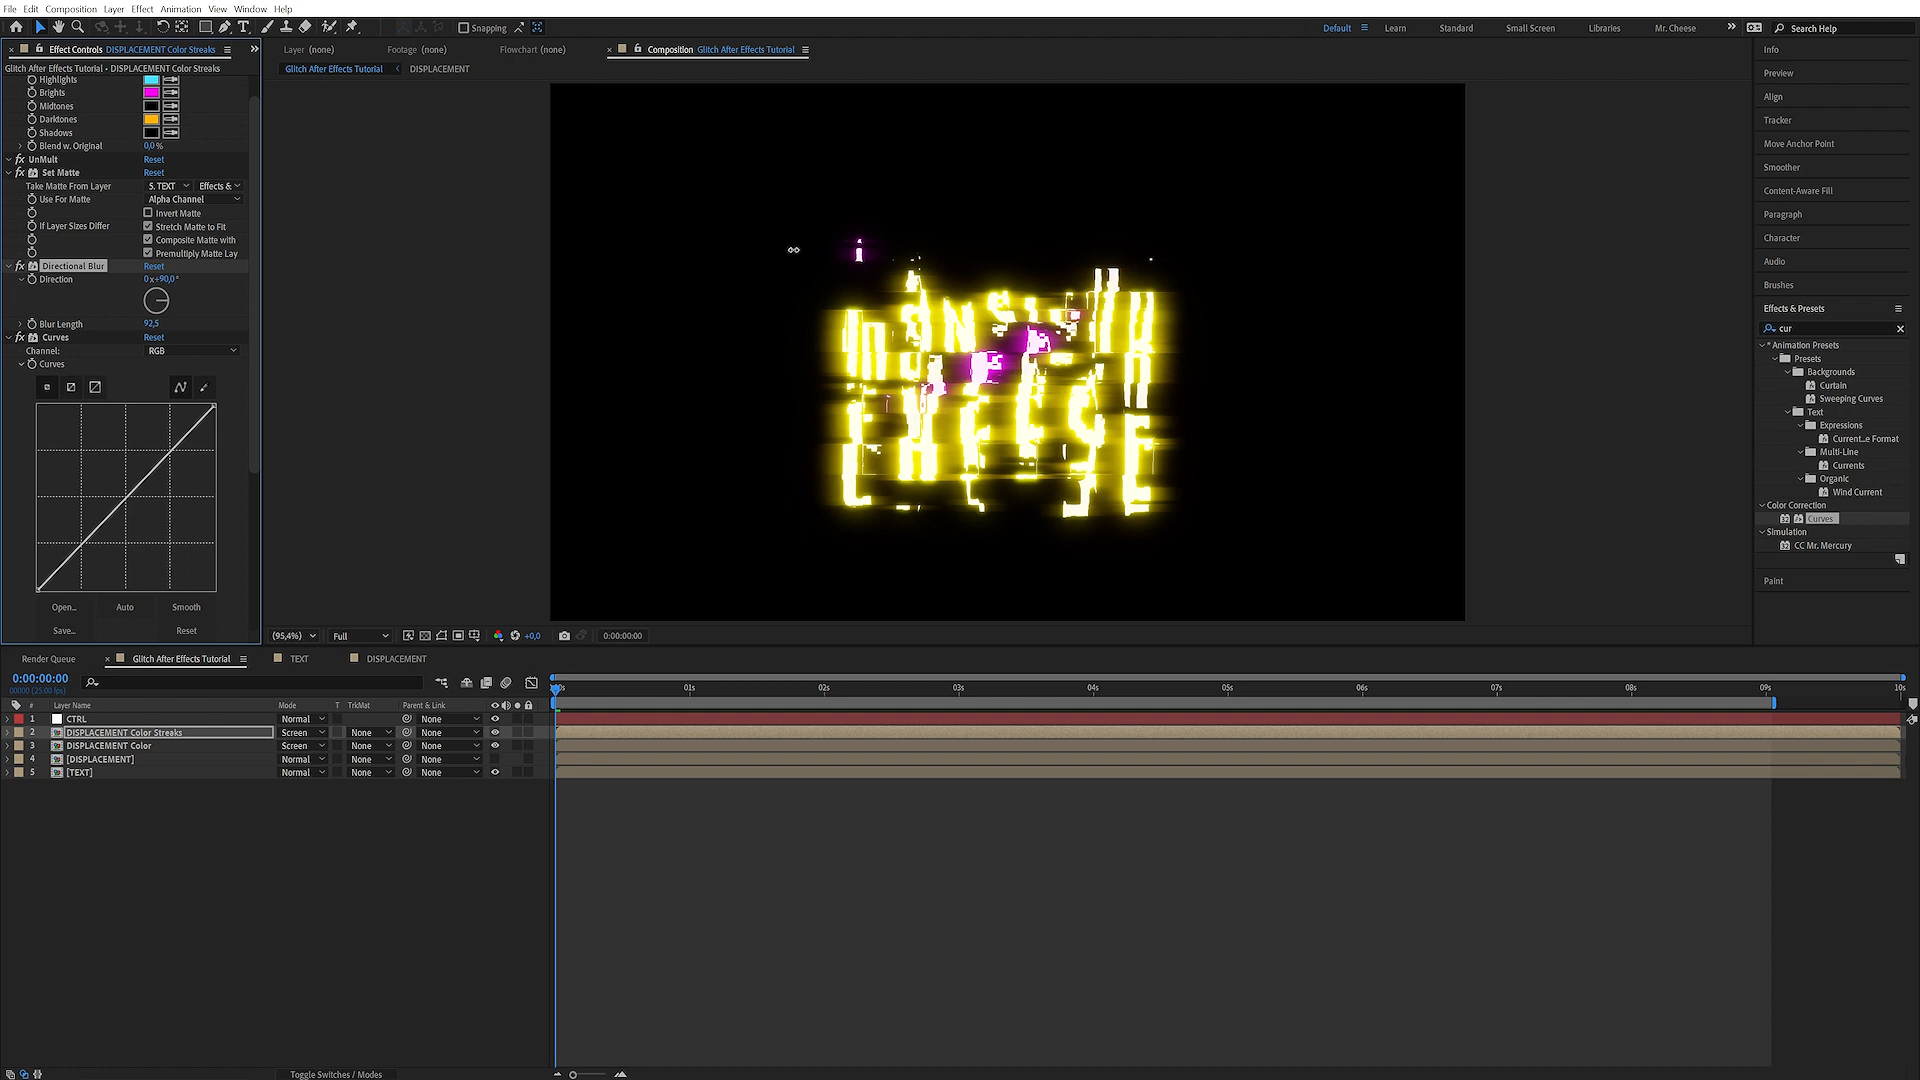 File Edit Composition Layer Effect Animation View Window Help
Snapping
Default Learn Standard Small Screen Libraries Mr. Cheese Search Help
Effect Controls DISPLACEMENT Color Streaks
Layer (none) Footage (none) Flowchart (none) Composition Glitch After Effects Tutorial
Glitch After Effects Tutorial • DISPLACEMENT Color Streaks
Glitch After Effects Tutorial DISPLACEMENT
Highlights
Brights
Midtones
Darktones
Shadows
Blend w. Original 0,0 %
fx UnMult Reset
fx Set Matte Reset
Take Matte From Layer 5. TEXT Effects &
Use For Matte Alpha Channel
Invert Matte
If Layer Sizes Differ Stretch Matte to Fit
Composite Matte with
Premultiply Matte Lay
fx Directional Blur Reset
Direction 0x+90,0°
Blur Length 92,5
fx Curves Reset
Channel: RGB
Curves
Open... Auto Smooth
Save... Reset
CHEESE
(95,4%) Full +0,0 0:00:00:00
Info
Preview
Align
Tracker
Move Anchor Point
Smoother
Content-Aware Fill
Paragraph
Character
Audio
Brushes
Effects & Presets
cur
* Animation Presets
Presets
Backgrounds
Curtain
Sweeping Curves
Text
Expressions
Current...e Format
Multi-Line
Currents
Organic
Wind Current
Color Correction
32 Curves
Simulation
32 CC Mr. Mercury
Paint
Render Queue Glitch After Effects Tutorial TEXT DISPLACEMENT
0:00:00:00
00000 (25.00 fps)
01s 02s 03s 04s 05s 06s 07s 08s 09s 10s
# Layer Name Mode T TrkMat Parent & Link
1 CTRL Normal None
2 DISPLACEMENT Color Streaks Screen None None
3 DISPLACEMENT Color Screen None None
4 [DISPLACEMENT] Normal None None
5 [TEXT] Normal None None
Toggle Switches / Modes